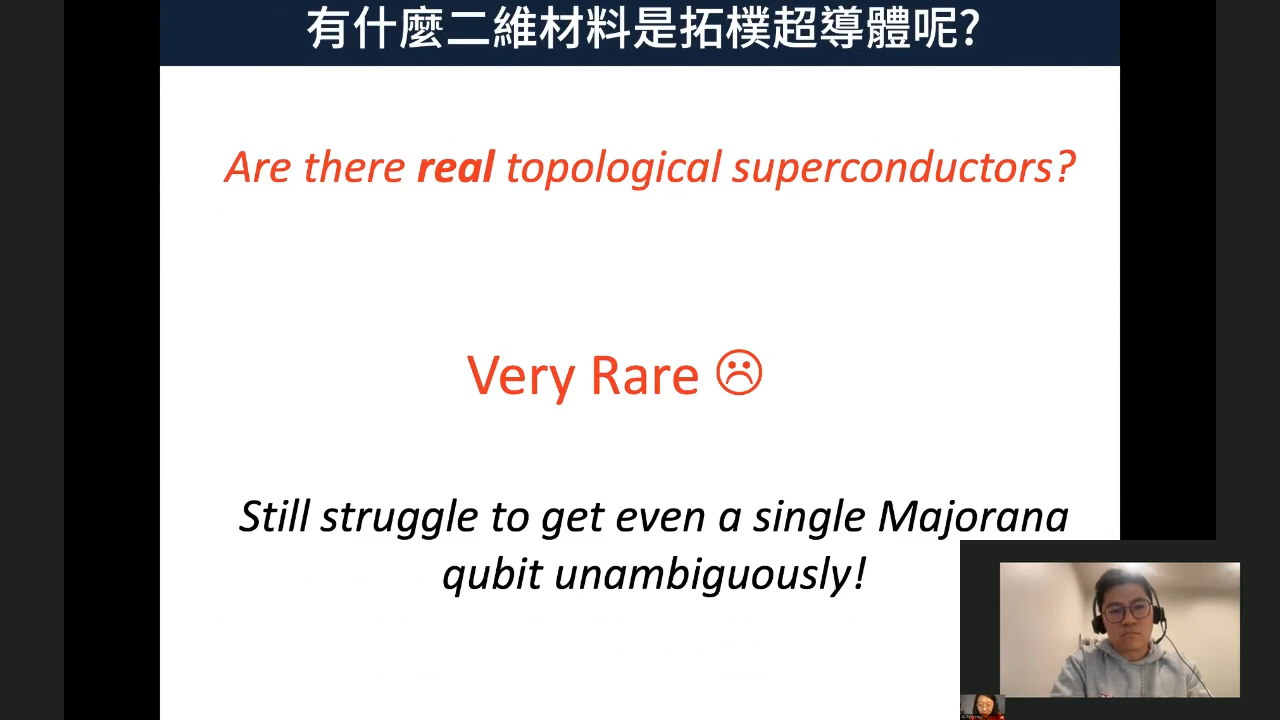 有什麼二維材料是拓樸超導體呢?
Are there real topological superconductors?
Very Rare ☹
Still struggle to get even a single Majorana
qubit unambiguously!